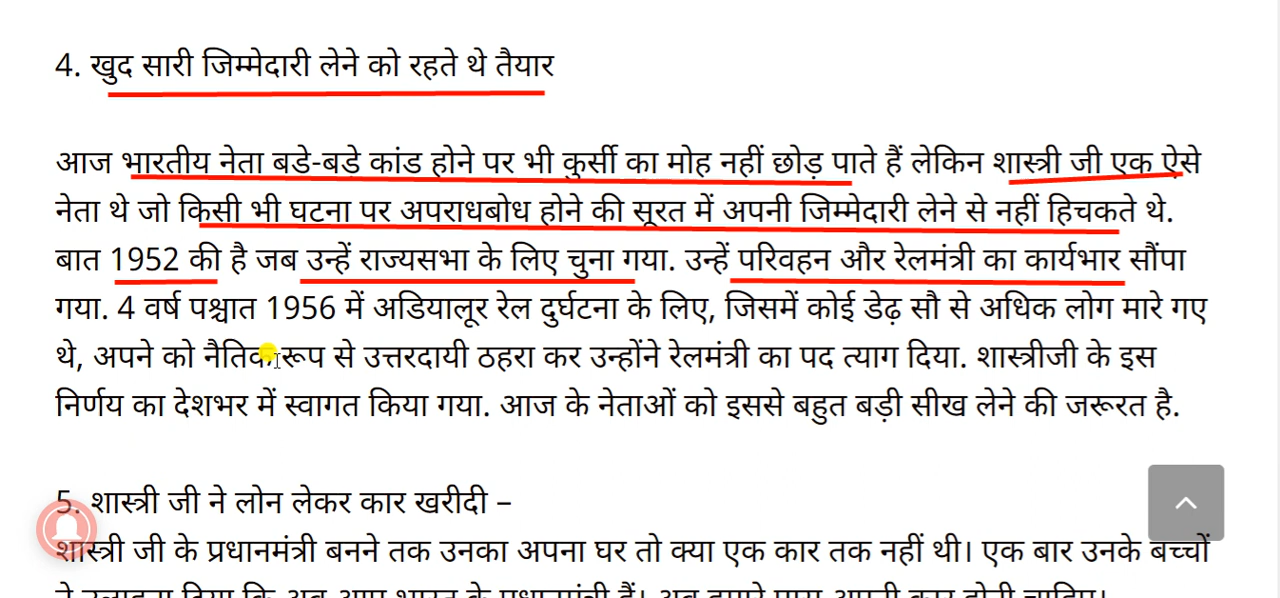 4. खुद सारी जिम्मेदारी लेने को रहते थे तैयार
आज भारतीय नेता बडे-बड़े कांड होने पर भी कुर्सी का मोह नहीं छोड़ पाते हैं लेकिन शास्त्री जी एक ऐसे
नेता थे जो किसी भी घटना पर अपराधबोध होने की सूरत में अपनी जिम्मेदारी लेने से नहीं हिचकते थे.
बात 1952 की है जब उन्हें राज्यसभा के लिए चुना गया. उन्हें परिवहन और रेलमंत्री का कार्यभार सौंपा
गया. 4 वर्ष पश्चात 1956 में अडियालूर रेल दुर्घटना के लिए, जिसमें कोई डेढ़ सौ से अधिक लोग मारे गए
थे, अपने को नैतिक रूप से उत्तरदायी ठहरा कर उन्होंने रेलमंत्री का पद त्याग दिया. शास्त्रीजी के इस
निर्णय का देशभर में स्वागत किया गया. आज के नेताओं को इससे बहुत बड़ी सीख लेने की जरूरत है.
5. शास्त्री जी ने लोन लेकर कार खरीदी –
शास्त्री जी के प्रधानमंत्री बनने तक उनका अपना घर तो क्या एक कार तक नहीं थी। एक बार उनके बच्चों